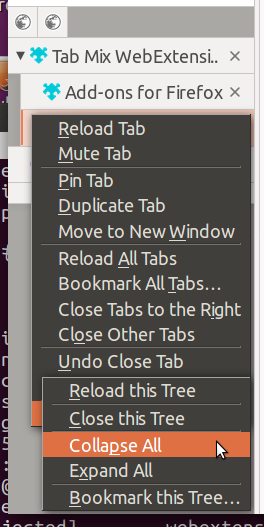 Tab Mix WebExtensi..
Add-ons for Firefox
Reload Tab
Mute Tab
Pin Tab
Duplicate Tab
Move to New Window
Reload All Tabs
Bookmark All Tabs...
Close Tabs to the Right
Close Other Tabs
Undo Close Tab
Reload this Tree
Close this Tree
Collapse All
Expand All
Bookmark this Tree...